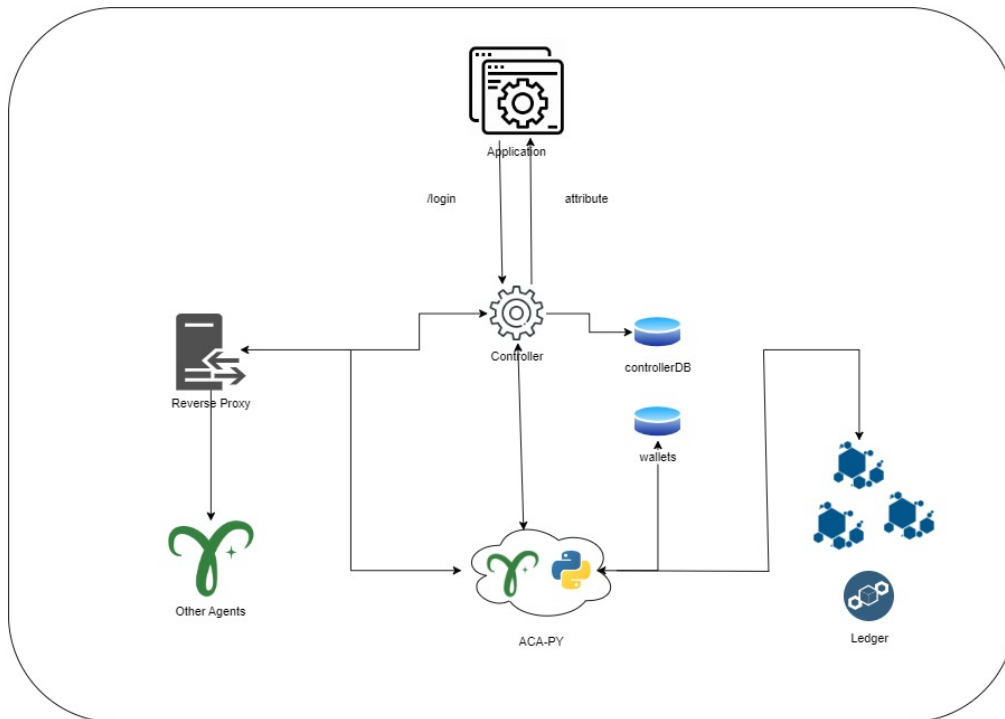 Application
/login
attribute
Controller
controllerDB
Reverse Proxy
wallets
Other Agents
ACA-PY
Ledger